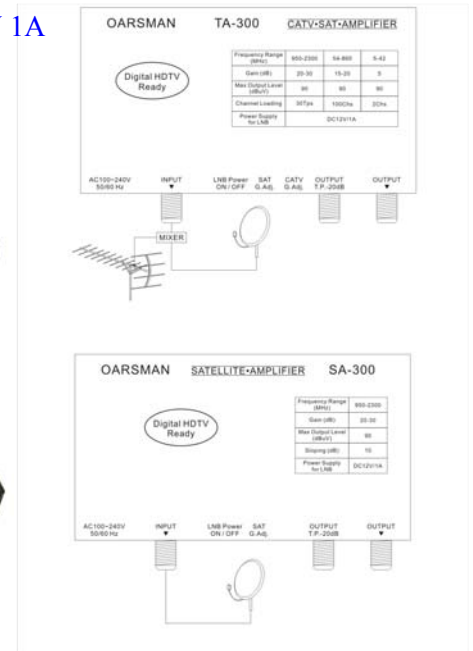 1A
OARSMAN TA-300 CATV•SAT•AMPLIFIER
Digital HDTV
Ready
Frequency Range (MHz) 950-2300 54-860 5-42
Gain (dB) 20-30 15-20 0
Max Output Level (dBuV) 90 90 90
Channel Loading 30Tps 100Chs 2Chs
Power Supply for LNB DC12V/1A
AC100~240V
50/60 Hz
INPUT
LNB Power
ON / OFF
SAT
G.Adj.
CATV
G.Adj.
OUTPUT
T.P.-20dB
OUTPUT
MIXER
OARSMAN SATELLITE•AMPLIFIER SA-300
Digital HDTV
Ready
Frequency Range (MHz) 950-2300
Gain (dB) 20-30
Max Output Level (dBuV) 90
Sloping (dB) 10
Power Supply for LNB DC12V/1A
AC100~240V
50/60 Hz
INPUT
LNB Power
ON / OFF
SAT
G.Adj.
OUTPUT
T.P.-20dB
OUTPUT